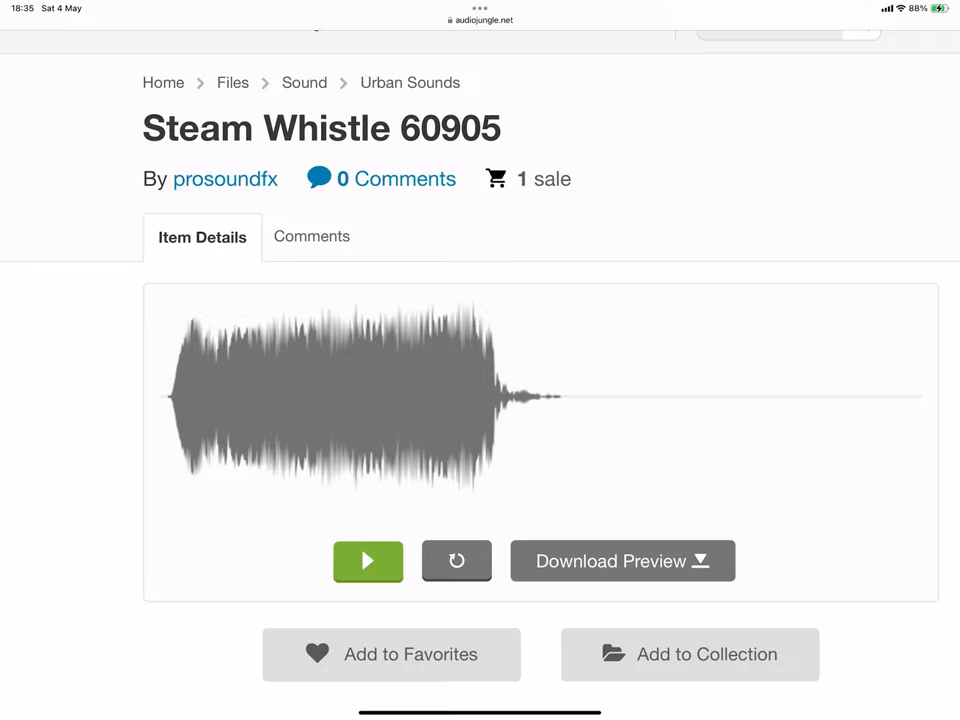 18:35 Sat 4 May
88%
audiojungle.net
Home Files Sound Urban Sounds
Steam Whistle 60905
By prosoundfx 0 Comments 1 sale
Item Details Comments
Download Preview
Add to Favorites Add to Collection